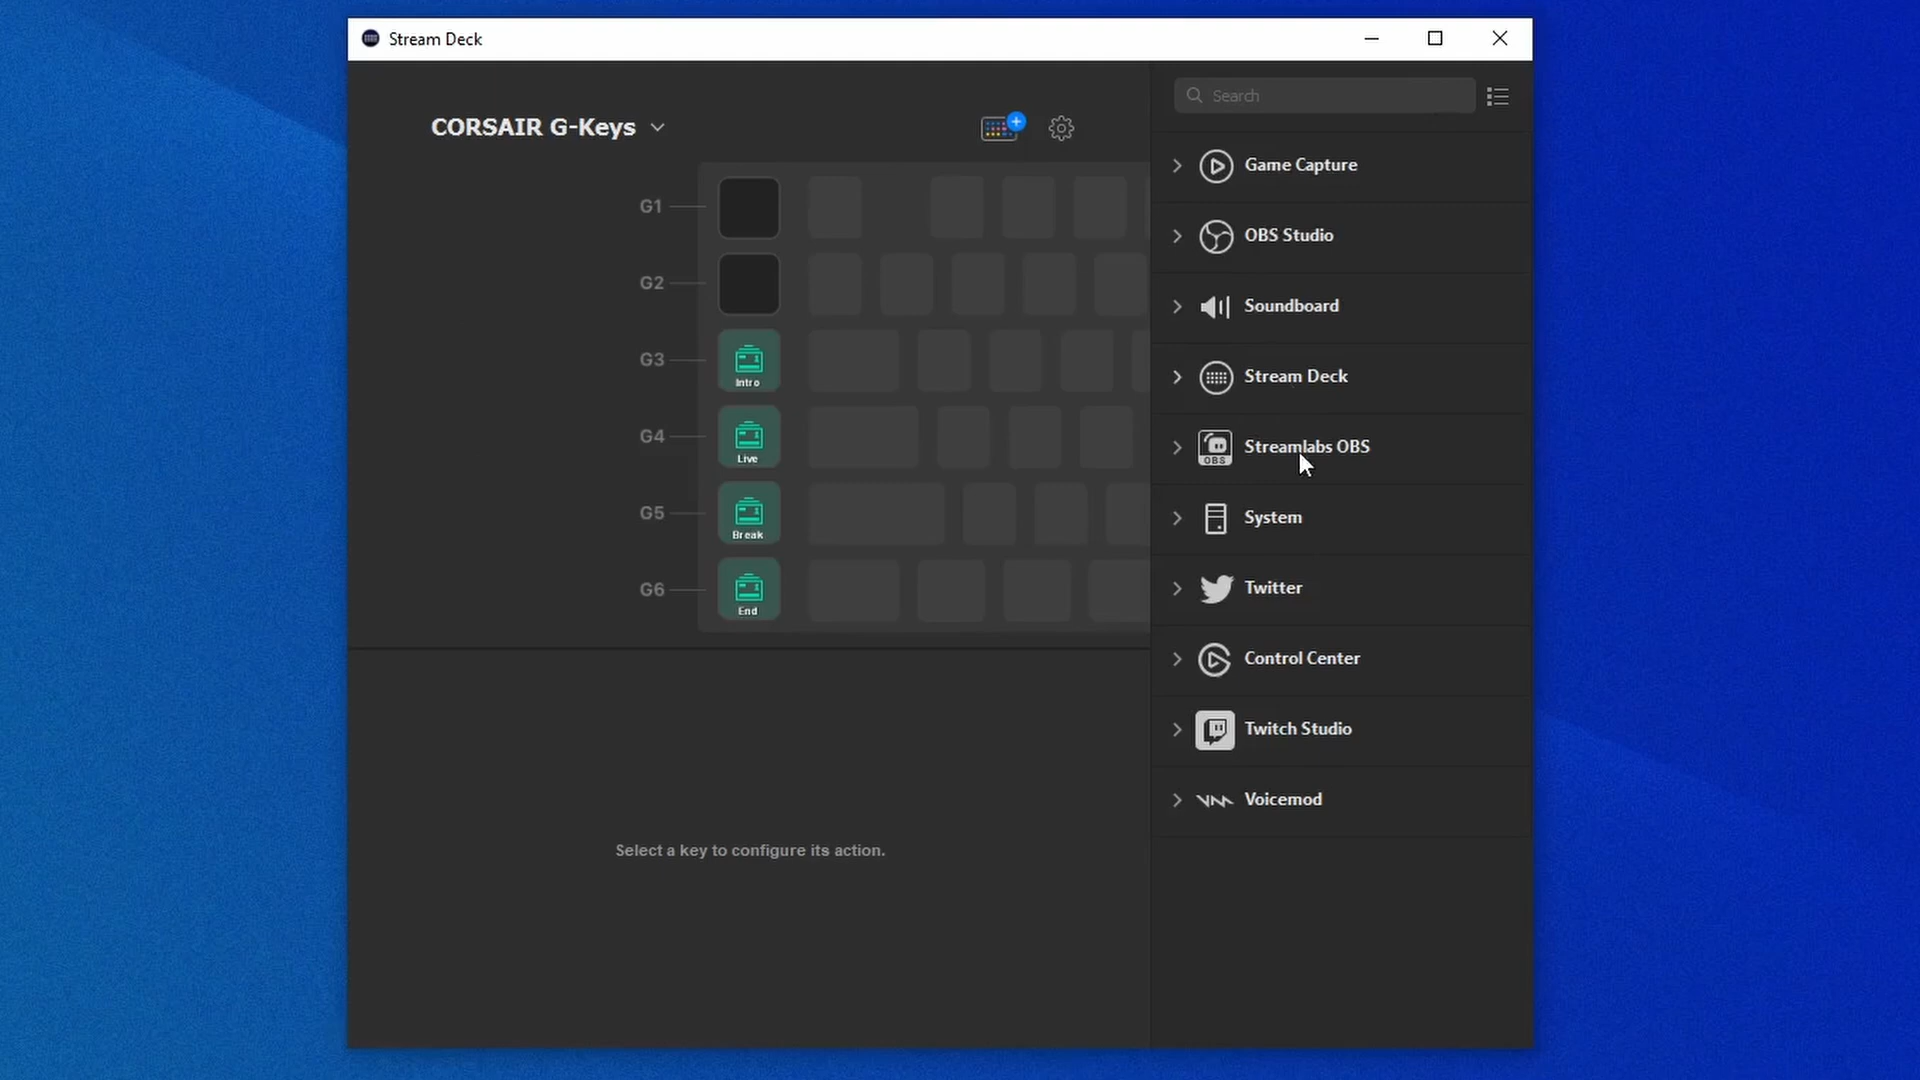 Stream Deck
CORSAIR G-Keys
G1
G2
G3
Intro
G4
Live
G5
Break
G6
End
Select a key to configure its action.
Search
Game Capture
OBS Studio
Soundboard
Stream Deck
OBS
Streamlabs OBS
System
Twitter
Control Center
Twitch Studio
Voicemod